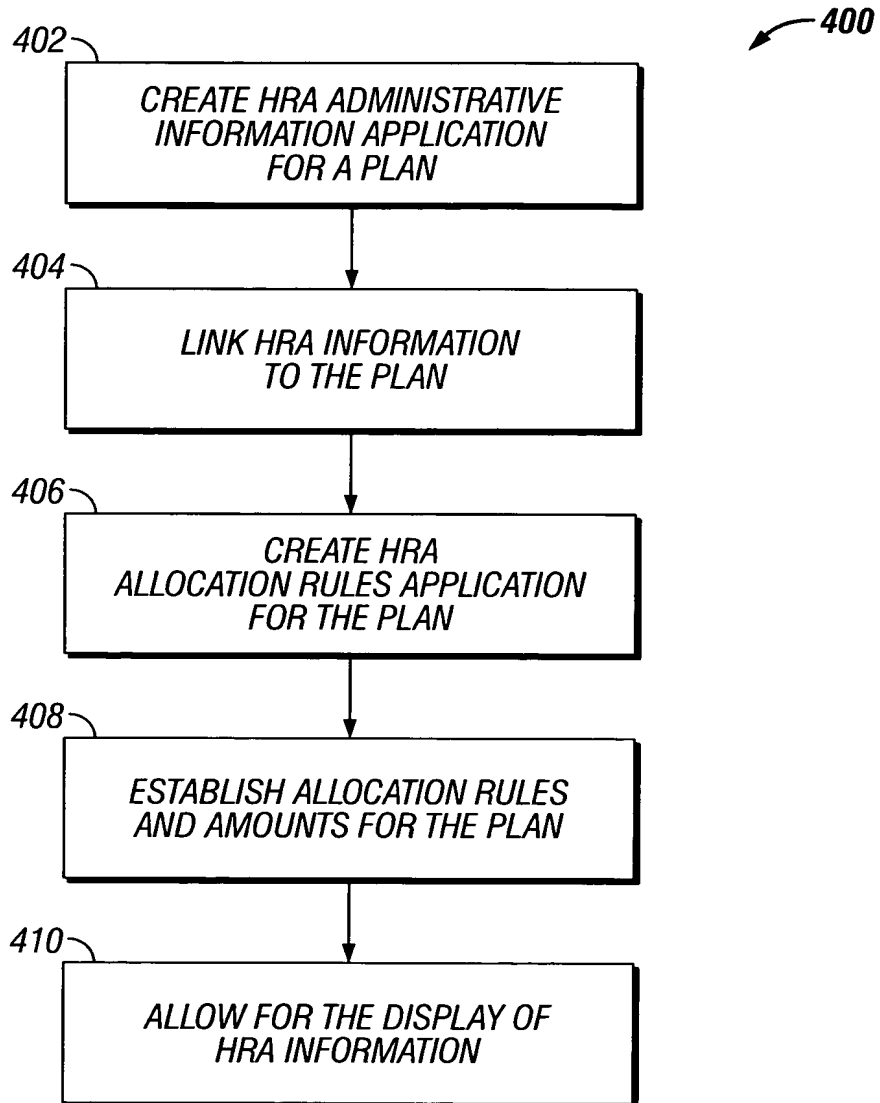 400
402
CREATE HRA ADMINISTRATIVE
INFORMATION APPLICATION
FOR A PLAN
404
LINK HRA INFORMATION
TO THE PLAN
406
CREATE HRA
ALLOCATION RULES APPLICATION
FOR THE PLAN
408
ESTABLISH ALLOCATION RULES
AND AMOUNTS FOR THE PLAN
410
ALLOW FOR THE DISPLAY OF
HRA INFORMATION